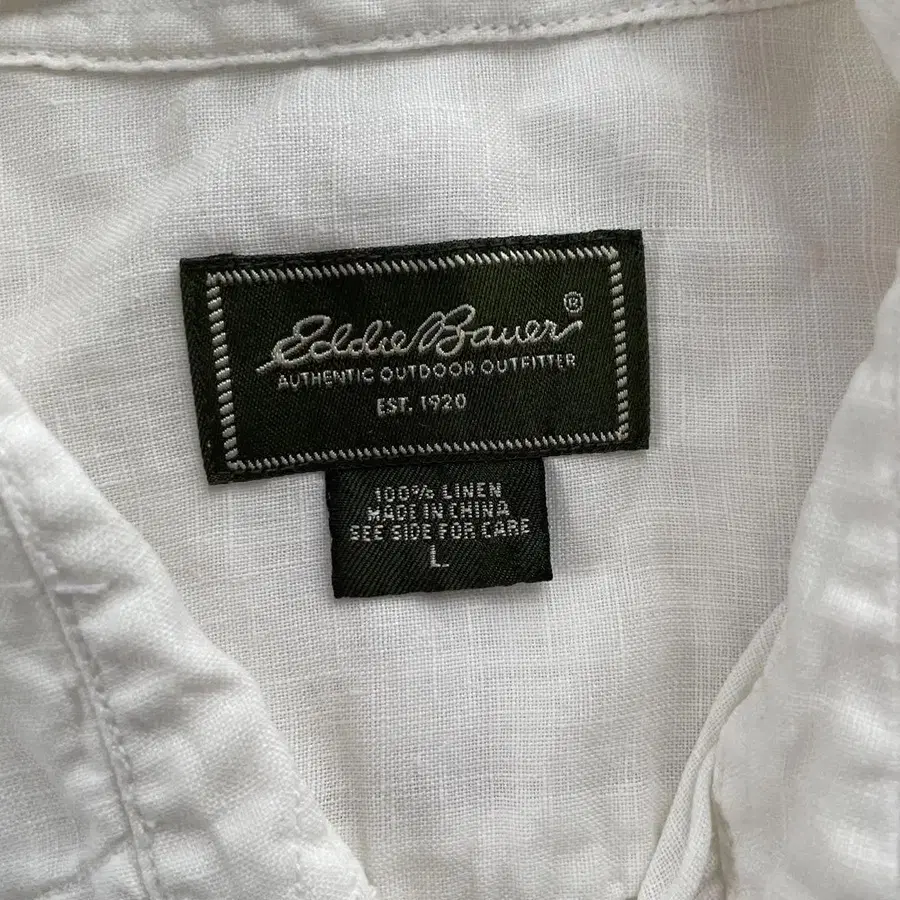 Eddie Bauer®
AUTHENTIC OUTDOOR OUTFITTER
EST. 1920
100% LINEN
MADE IN CHINA
SEE SIDE FOR CARE
L